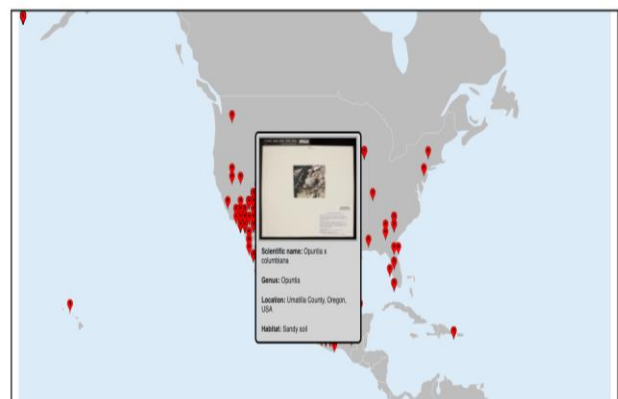 Scientific name: Opuntia x
columbiana
Genus: Opuntia
Location: Umatilla County, Oregon,
USA
Habitat: Sandy soil